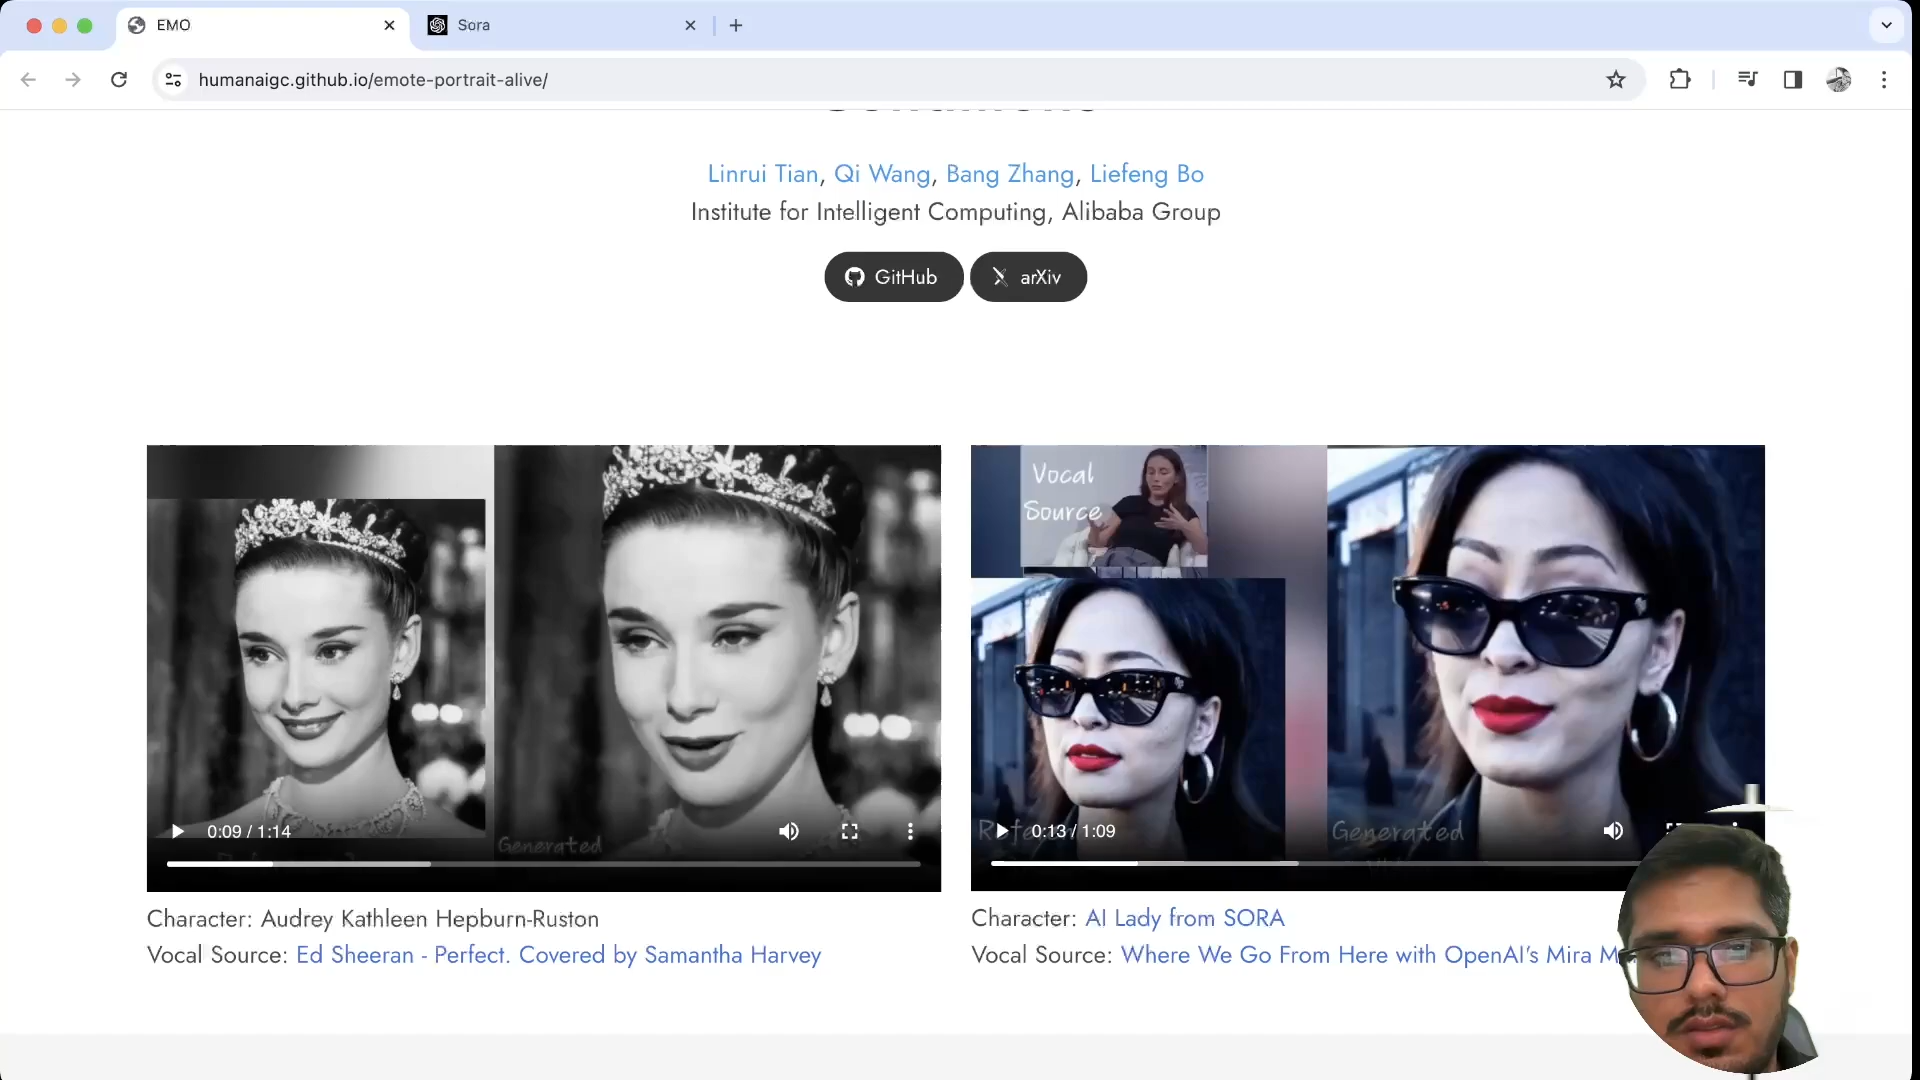 EMO
Sora
humanaigc.github.io/emote-portrait-alive/
Linrui Tian, Qi Wang, Bang Zhang, Liefeng Bo
Institute for Intelligent Computing, Alibaba Group
GitHub
arXiv
Vocal
Source
0:09 / 1:14
Generated
0:13 / 1:09
Generated
Character: Audrey Kathleen Hepburn-Ruston
Vocal Source: Ed Sheeran - Perfect. Covered by Samantha Harvey
Character: AI Lady from SORA
Vocal Source: Where We Go From Here with OpenAI's Mira